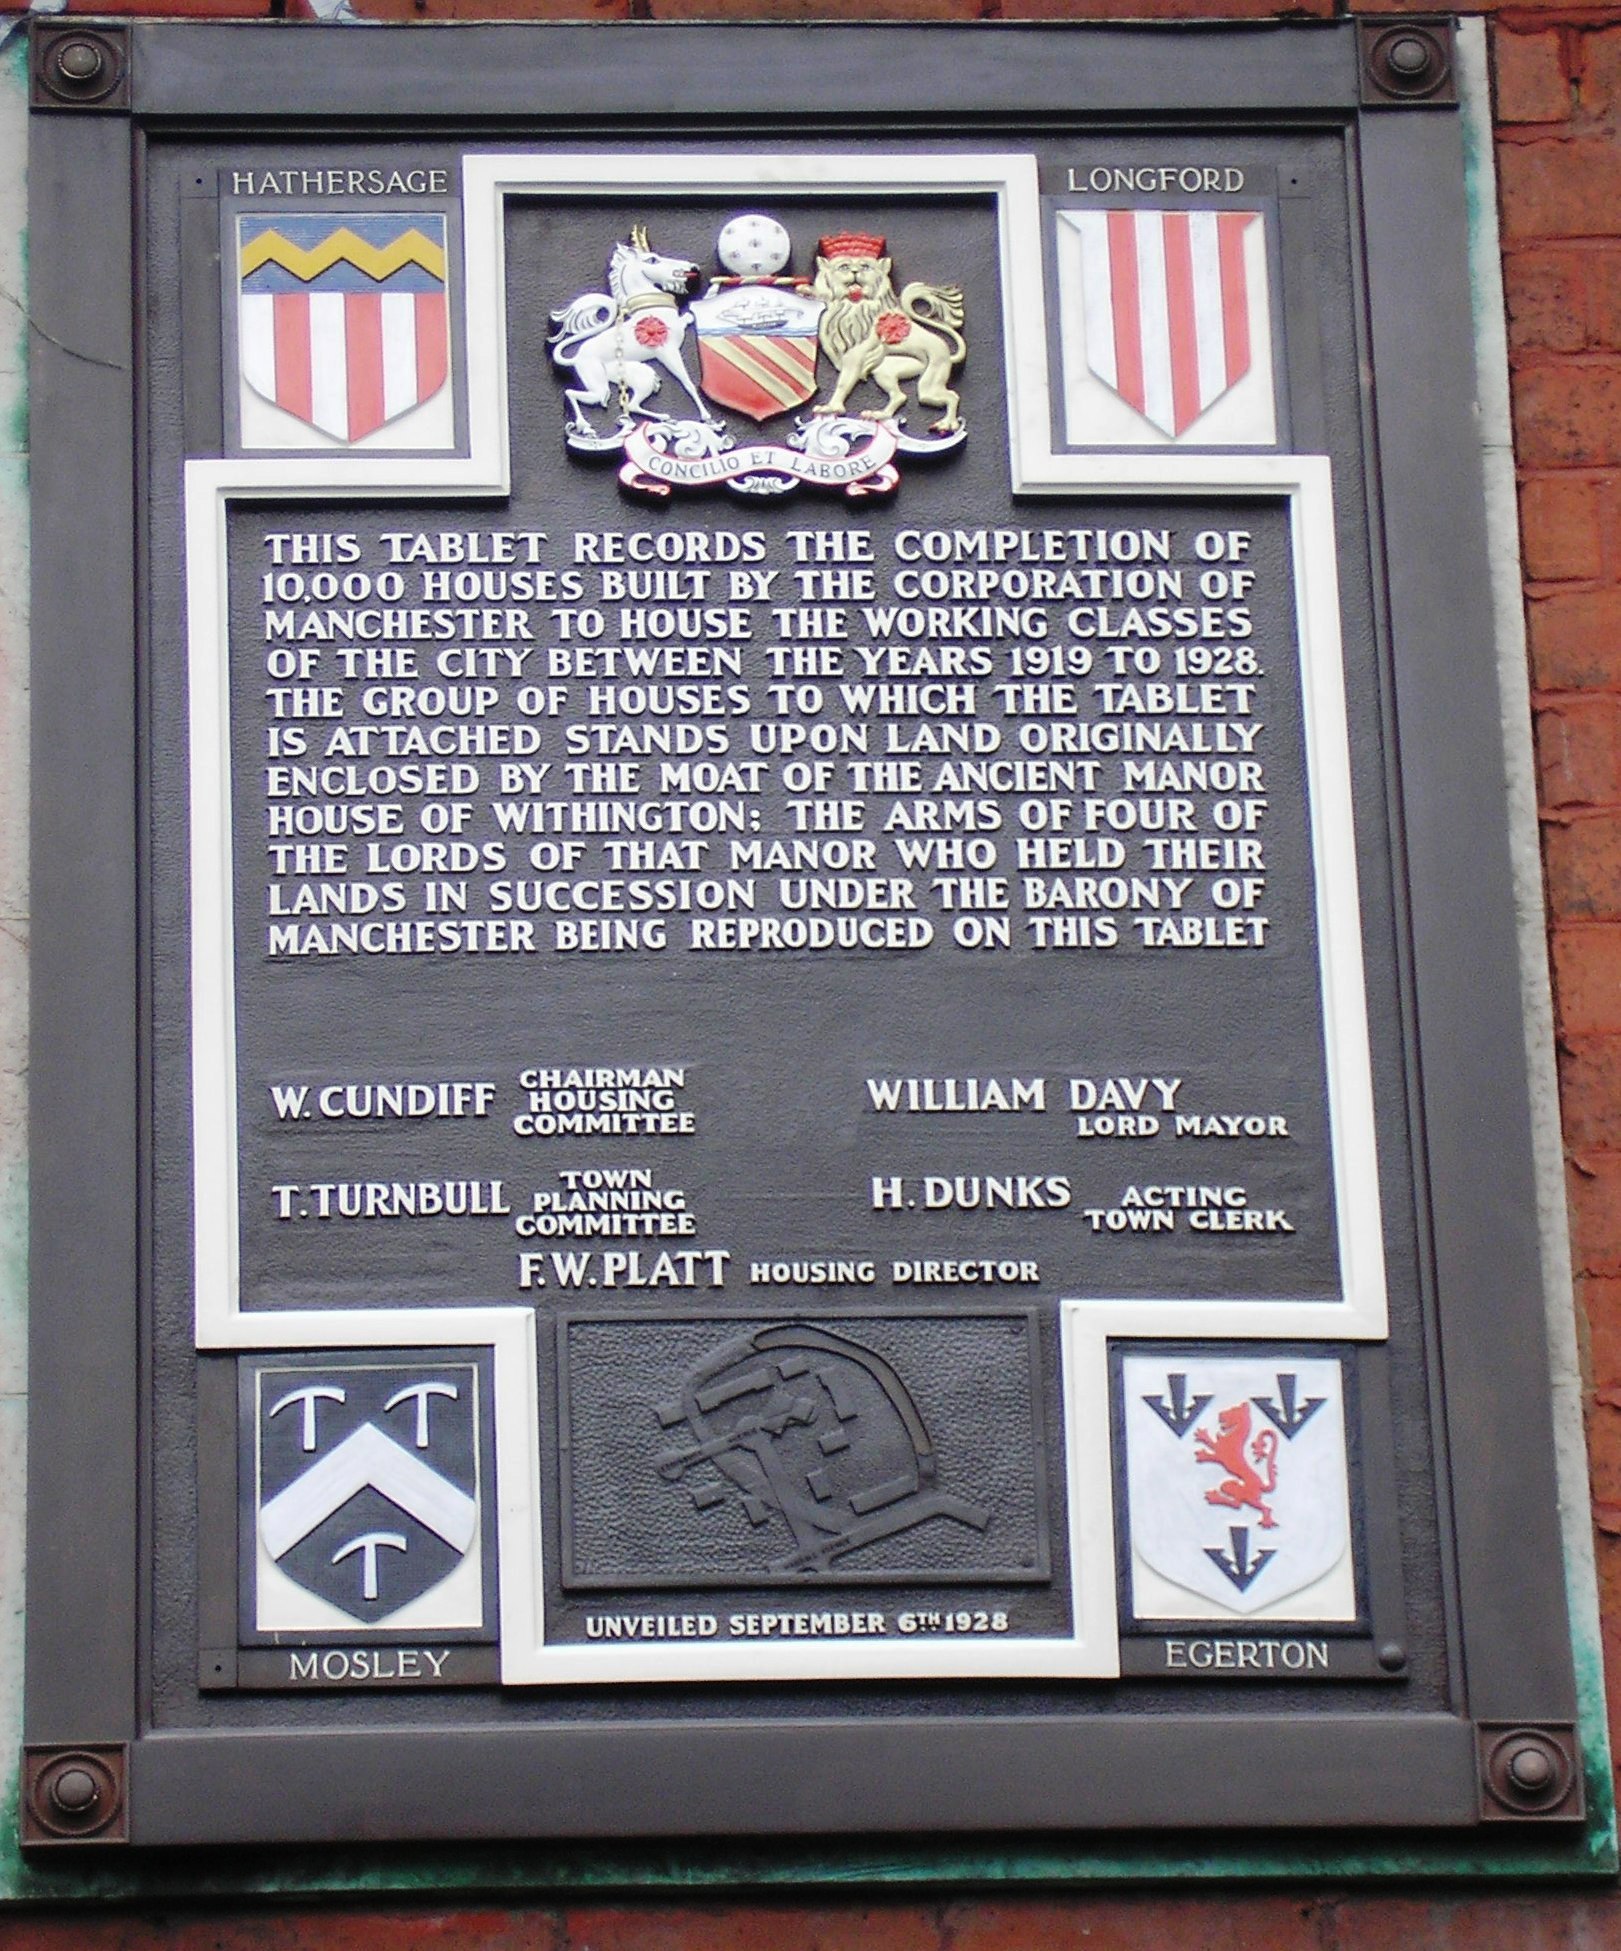 HATHERSAGE
LONGFORD
CONCILIO ET LABORE
THIS TABLET RECORDS THE COMPLETION OF
10,000 HOUSES BUILT BY THE CORPORATION OF
MANCHESTER TO HOUSE THE WORKING CLASSES
OF THE CITY BETWEEN THE YEARS 1919 TO 1928.
THE GROUP OF HOUSES TO WHICH THE TABLET
IS ATTACHED STANDS UPON LAND ORIGINALLY
ENCLOSED BY THE MOAT OF THE ANCIENT MANOR
HOUSE OF WITHINGTON; THE ARMS OF FOUR OF
THE LORDS OF THAT MANOR WHO HELD THEIR
LANDS IN SUCCESSION UNDER THE BARONY OF
MANCHESTER BEING REPRODUCED ON THIS TABLET
W. CUNDIFF CHAIRMAN
HOUSING
COMMITTEE
WILLIAM DAVY
LORD MAYOR
T. TURNBULL TOWN
PLANNING
COMMITTEE
H. DUNKS ACTING
TOWN CLERK
F. W. PLATT HOUSING DIRECTOR
UNVEILED SEPTEMBER 6TH 1928
MOSLEY
EGERTON